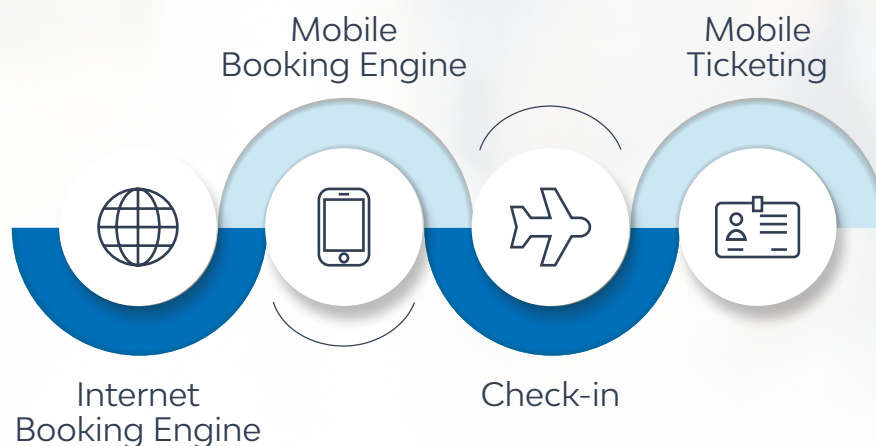 Mobile
Booking Engine
Mobile
Ticketing
Internet
Booking Engine
Check-in